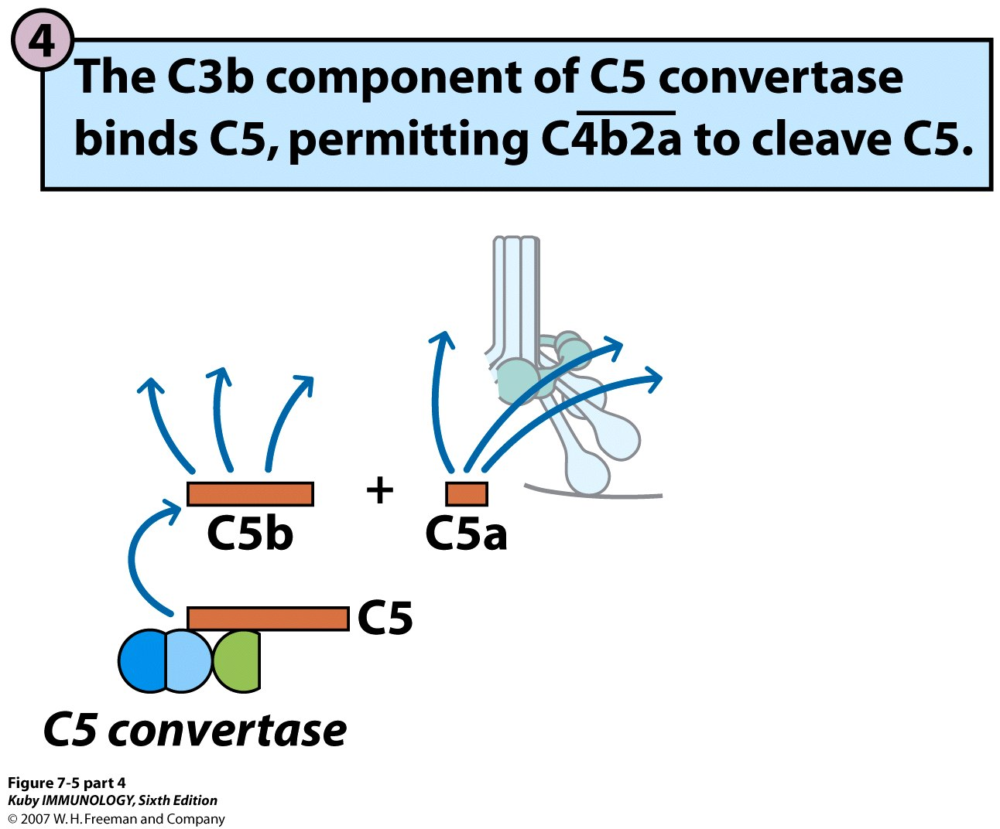 4
The C3b component of C5 convertase
binds C5, permitting C4b2a to cleave C5.
+
C5b
C5a
C5
C5 convertase
Figure 7-5 part 4
Kuby IMMUNOLOGY, Sixth Edition
© 2007 W. H. Freeman and Company